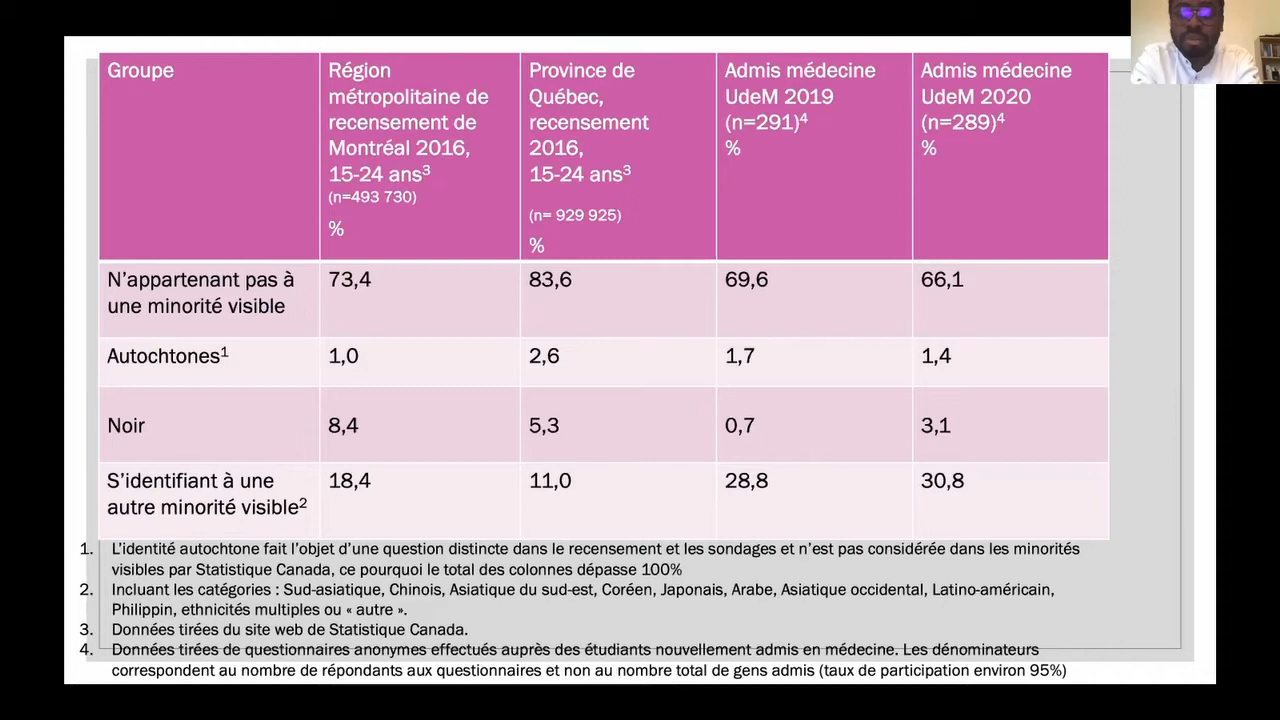 Groupe
Région
métropolitaine de
recensement de
Montréal 2016,
15-24 ans³
(n=493 730)
%
Province de
Québec,
recensement
2016,
15-24 ans³
(n= 929 925)
%
Admis médecine
UdeM 2019
(n=291)⁴
%
Admis médecine
UdeM 2020
(n=289)⁴
%
N'appartenant pas à
une minorité visible
73,4
83,6
69,6
66,1
Autochtones¹
1,0
2,6
1,7
1,4
Noir
8,4
5,3
0,7
3,1
S'identifiant à une
autre minorité visible²
18,4
11,0
28,8
30,8
1. L'identité autochtone fait l'objet d'une question distincte dans le recensement et les sondages et n'est pas considérée dans les minorités
visibles par Statistique Canada, ce pourquoi le total des colonnes dépasse 100%
2. Incluant les catégories : Sud-asiatique, Chinois, Asiatique du sud-est, Coréen, Japonais, Arabe, Asiatique occidental, Latino-américain,
Philippin, ethnicités multiples ou « autre ».
3. Données tirées du site web de Statistique Canada.
4. Données tirées de questionnaires anonymes effectués auprès des étudiants nouvellement admis en médecine. Les dénominateurs
correspondent au nombre de répondants aux questionnaires et non au nombre total de gens admis (taux de participation environ 95%)